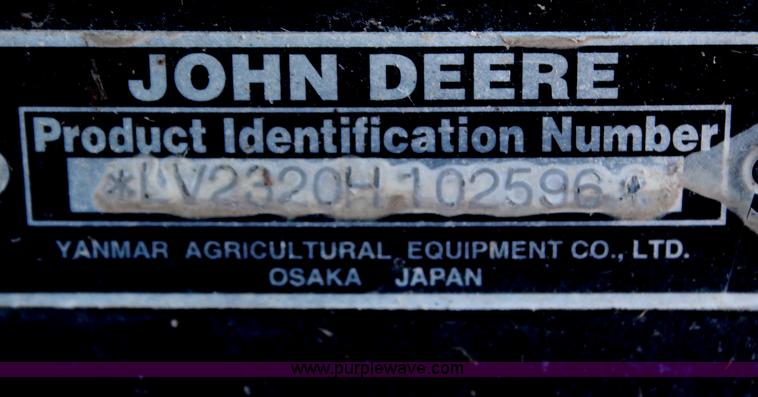 JOHN DEERE
Product Identification Number
*LV2320H102596*
YANMAR AGRICULTURAL EQUIPMENT CO., LTD.
OSAKA JAPAN
www.purplewave.com